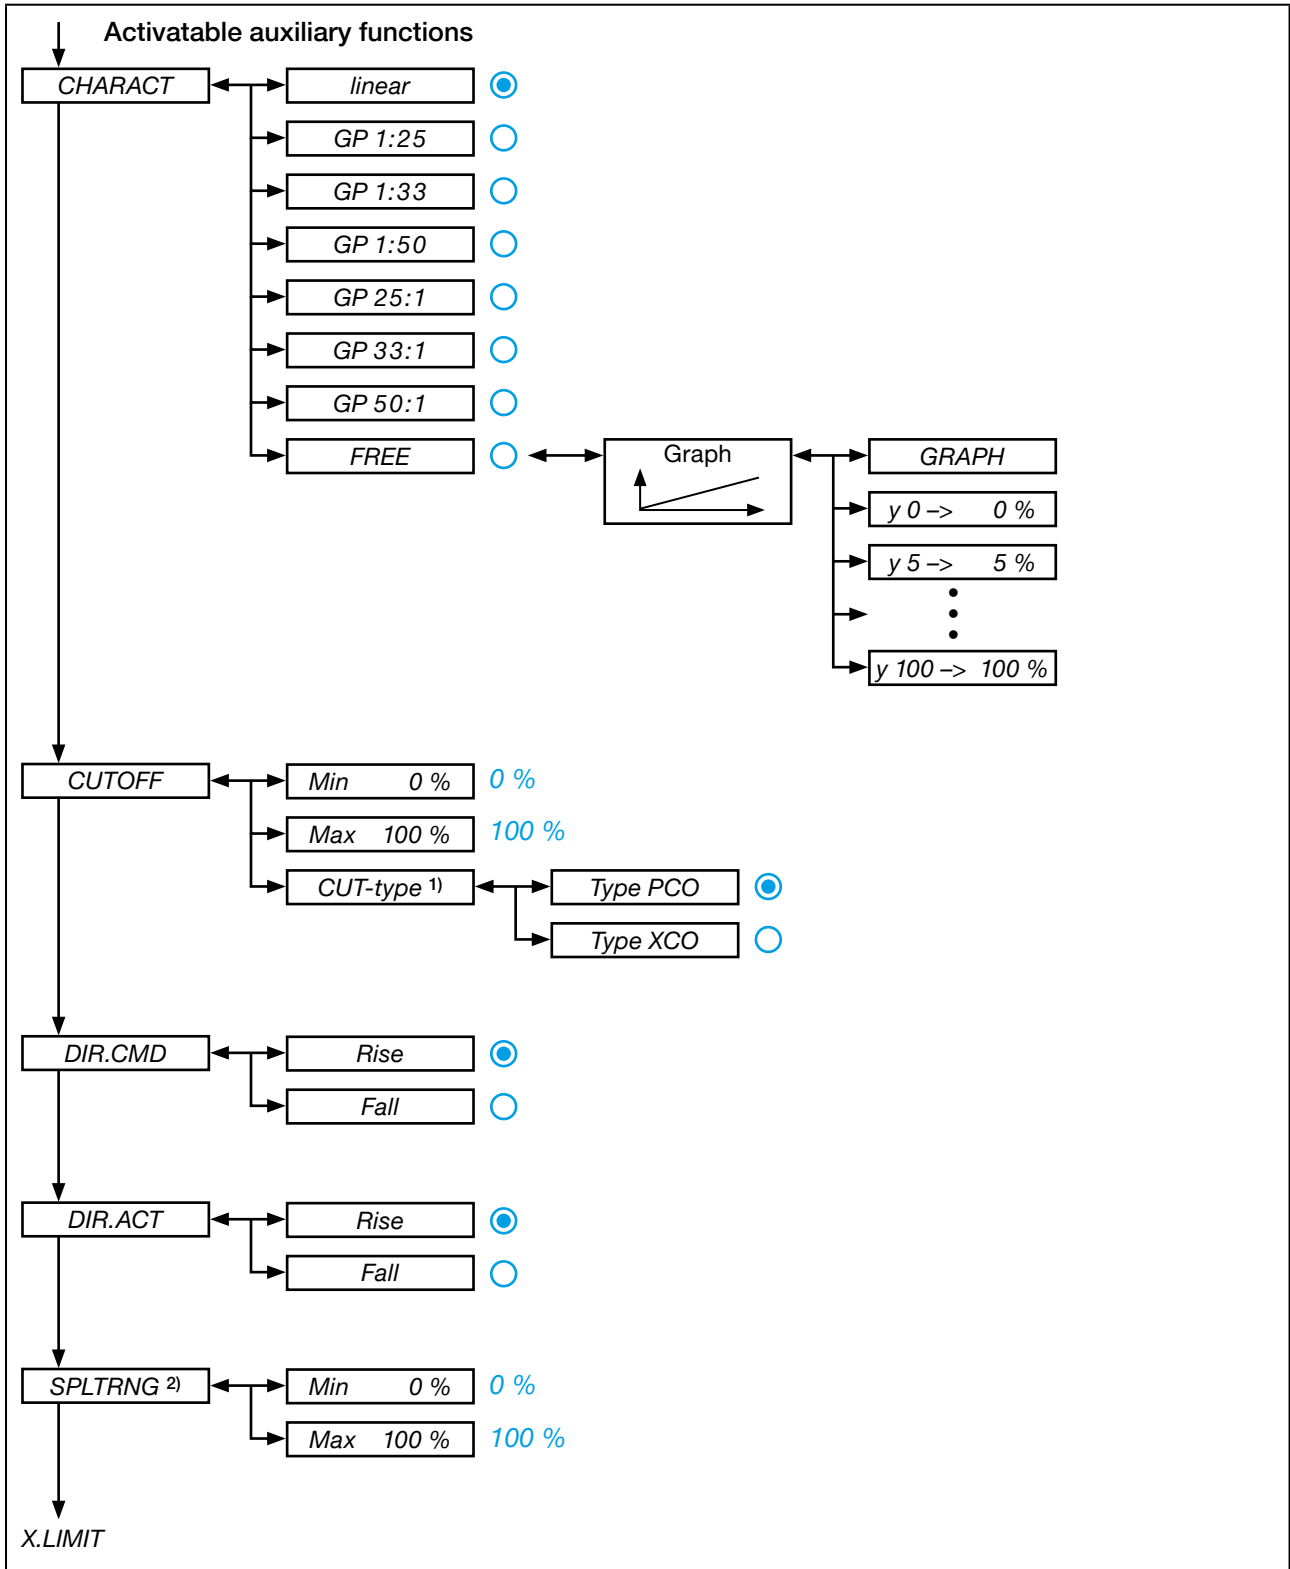 Activatable auxiliary functions
CHARACT
linear
GP 1:25
GP 1:33
GP 1:50
GP 25:1
GP 33:1
GP 50:1
FREE
Graph
GRAPH
y 0 –> 0 %
y 5 –> 5 %
y 100 –> 100 %
CUTOFF
Min 0 % 0 %
Max 100 % 100 %
CUT-type 1)
Type PCO
Type XCO
DIR.CMD
Rise
Fall
DIR.ACT
Rise
Fall
SPLTRNG 2)
Min 0 % 0 %
Max 100 % 100 %
X.LIMIT